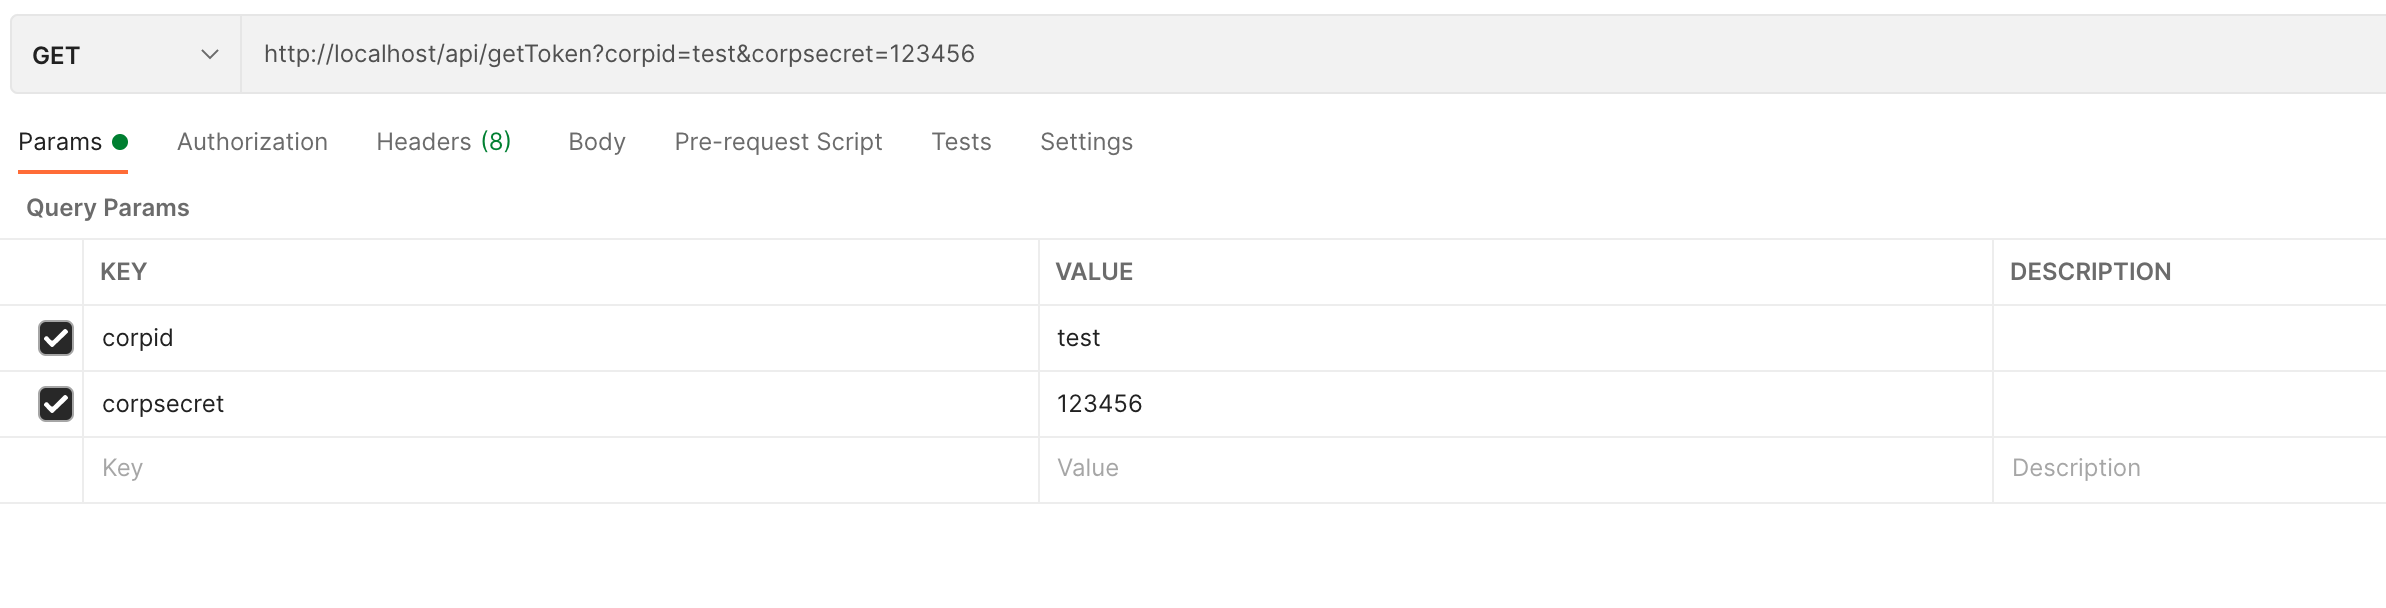 GET http://localhost/api/getToken?corpid=test&corpsecret=123456
Params Authorization Headers (8) Body Pre-request Script Tests Settings
Query Params
KEY VALUE DESCRIPTION
corpid test
corpsecret 123456
Key Value Description